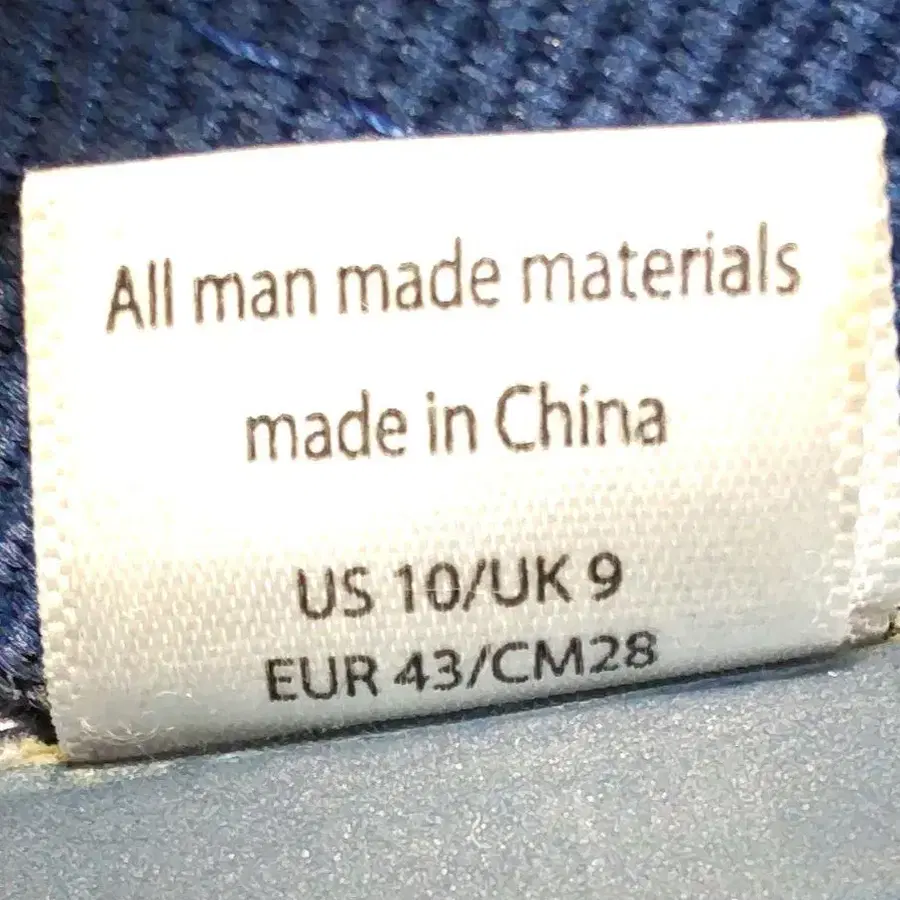 All man made materials
made in China
US 10/UK 9
EUR 43/CM28